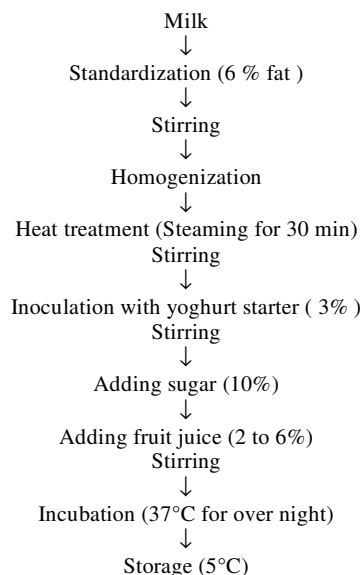 Milk
↓
Standardization (6 % fat )
↓
Stirring
↓
Homogenization
↓
Heat treatment (Steaming for 30 min)
Stirring
↓
Inoculation with yoghurt starter ( 3% )
Stirring
↓
Adding sugar (10%)
↓
Adding fruit juice (2 to 6%)
Stirring
↓
Incubation (37°C for over night)
↓
Storage (5°C)